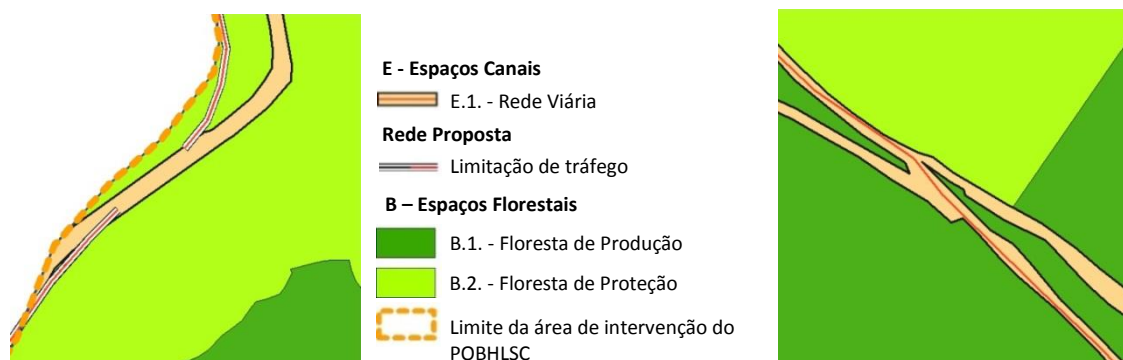 E - Espaços Canais
E.1. - Rede Viária
Rede Proposta
Limitação de tráfego
B – Espaços Florestais
B.1. - Floresta de Produção
B.2. - Floresta de Proteção
Limite da área de intervenção do
POBHLSC